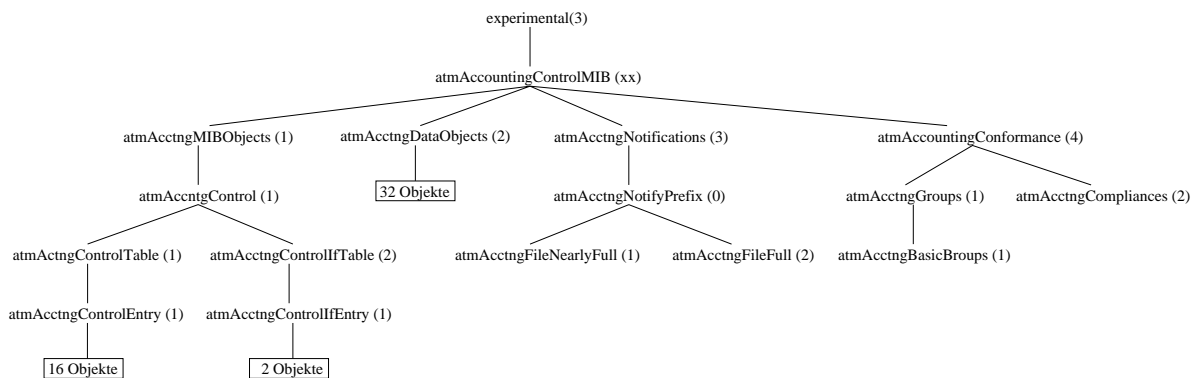 experimental(3)
atmAccountingControlMIB (xx)
atmAcctngMIBObjects (1) atmAcctngDataObjects (2) atmAcctngNotifications (3) atmAccountingConformance (4)
32 Objekte
atmAccntgControl (1) atmAcctngNotifyPrefix (0) atmAcctngGroups (1) atmAcctngCompliances (2)
atmActngControlTable (1) atmAcctngControlIfTable (2) atmAcctngFileNearlyFull (1) atmAcctngFileFull (2) atmAcctngBasicBroups (1)
atmAcctngControlEntry (1) atmAcctngControlIfEntry (1)
16 Objekte 2 Objekte